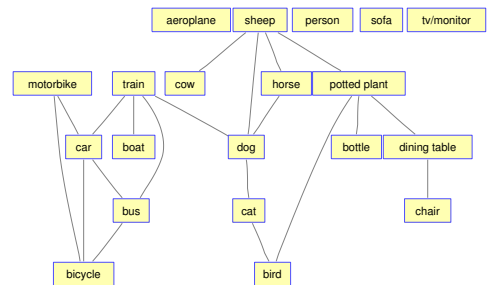 aeroplane
sheep
person
sofa
tv/monitor
motorbike
train
cow
horse
potted plant
car
boat
dog
bottle
dining table
bus
cat
chair
bicycle
bird